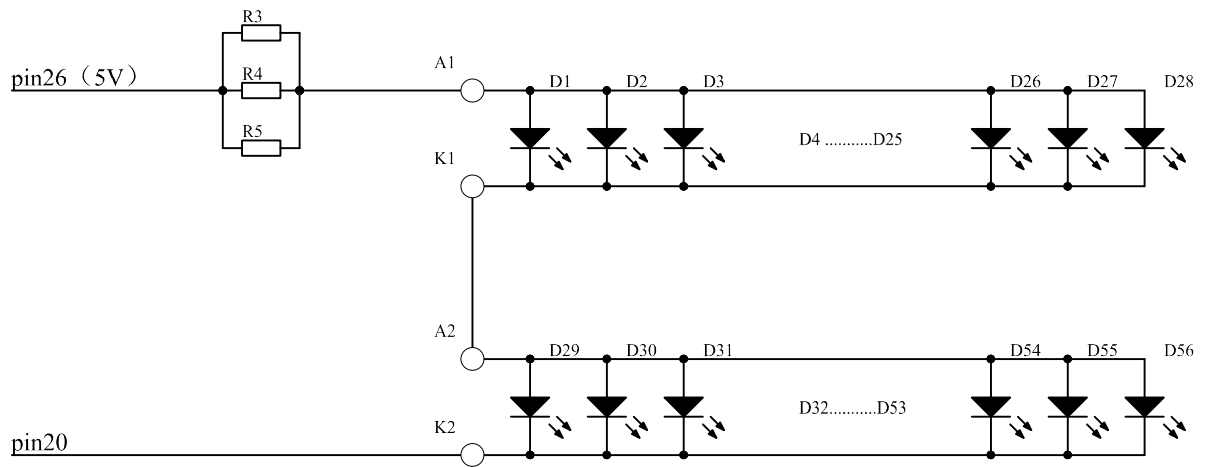 R3
pin26（5V）
R4
R5
A1
D1
D2
D3
D26
D27
D28
D4 ...........D25
K1
A2
D29
D30
D31
D54
D55
D56
D32...........D53
K2
pin20